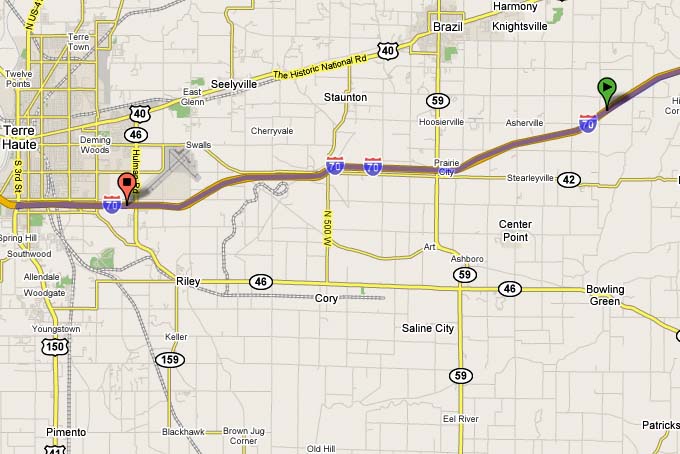 Harmony
N US-41
Brazil
Knightsville
Terre
Town
40
The Historic National Rd
Twelve
Points
Seelyville
East
Glenn
Staunton
59
40
Hoosierville
Asherville
70
Terre
Haute
46
Cherryvale
Deming
Woods
Swalls
Hulman Rd
S 3rd St
70
70
Prairie
City
Stearleyville
42
70
N 500 W
Center
Point
Spring Hill
Southwood
Art
Ashboro
Allendale
Woodgate
Riley
46
59
46
Bowling
Green
Cory
Youngstown
Saline City
Keller
150
159
59
Eel River
Pimento
Blackhawk
Brown Jug
Corner
Patricks
Old Hill
41